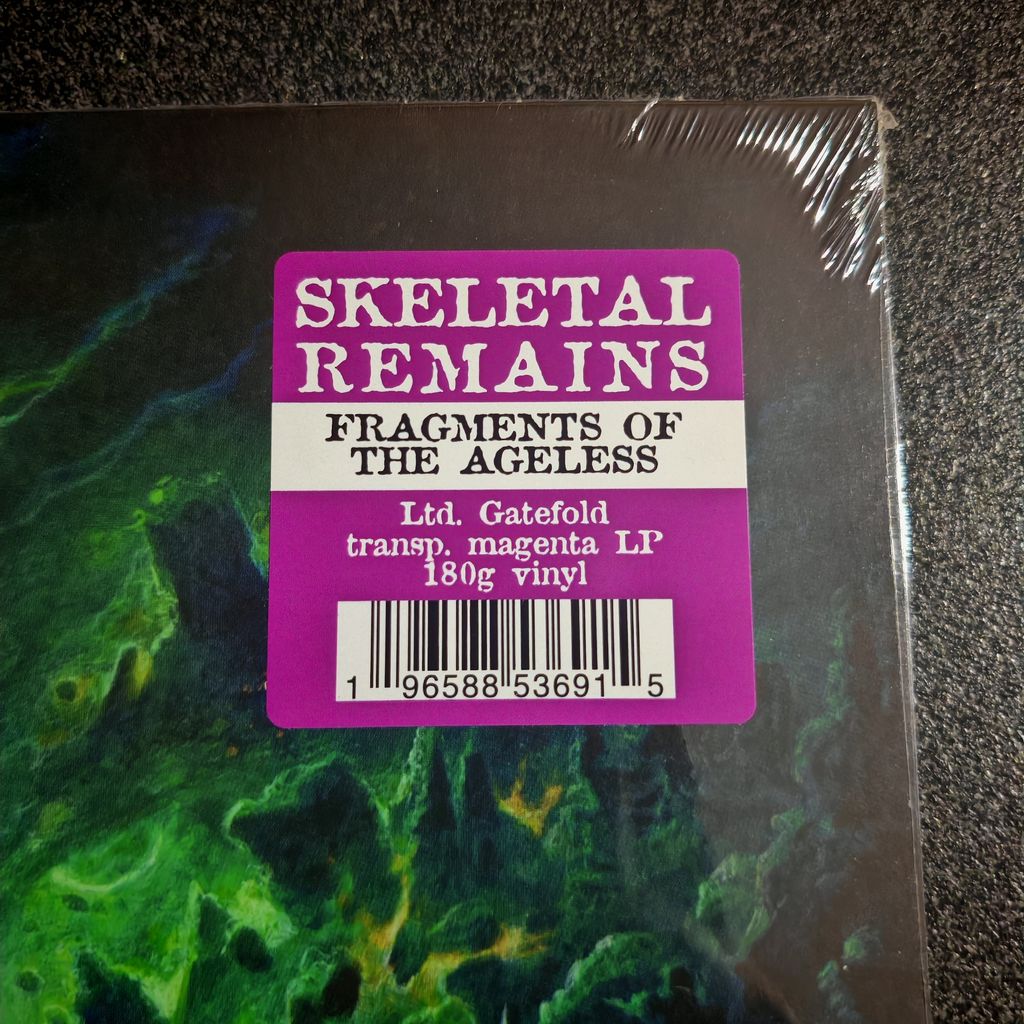 SKELETAL
REMAINS
FRAGMENTS OF
THE AGELESS
Ltd. Gatefold
transp. magenta LP
180g vinyl
1 96588 53691 5